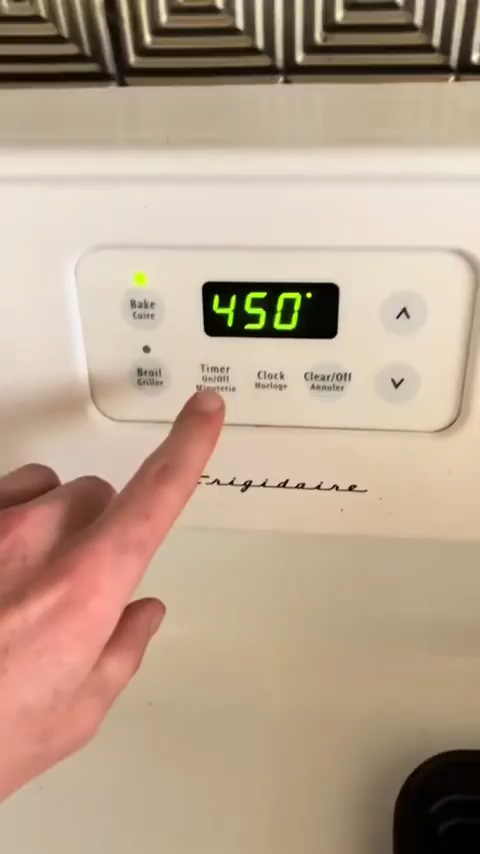 Bake
Cuire
450°
Broil
Griller
Timer
On/Off
Minuterie
Clock
Horloge
Clear/Off
Annuler
Frigidaire